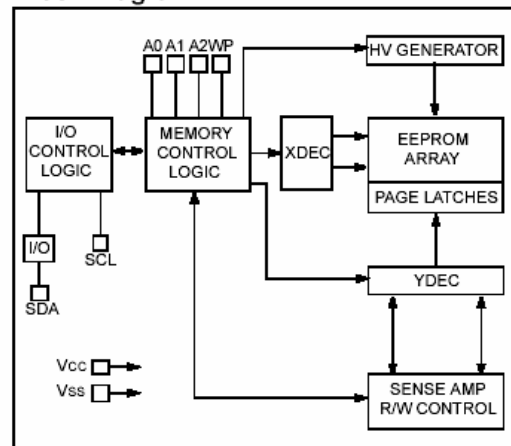 A0 A1 A2 WP
HV GENERATOR
I/O
CONTROL
LOGIC
MEMORY
CONTROL
LOGIC
XDEC
EEPROM
ARRAY
PAGE LATCHES
I/O
SCL
SDA
YDEC
Vcc
Vss
SENSE AMP
R/W CONTROL